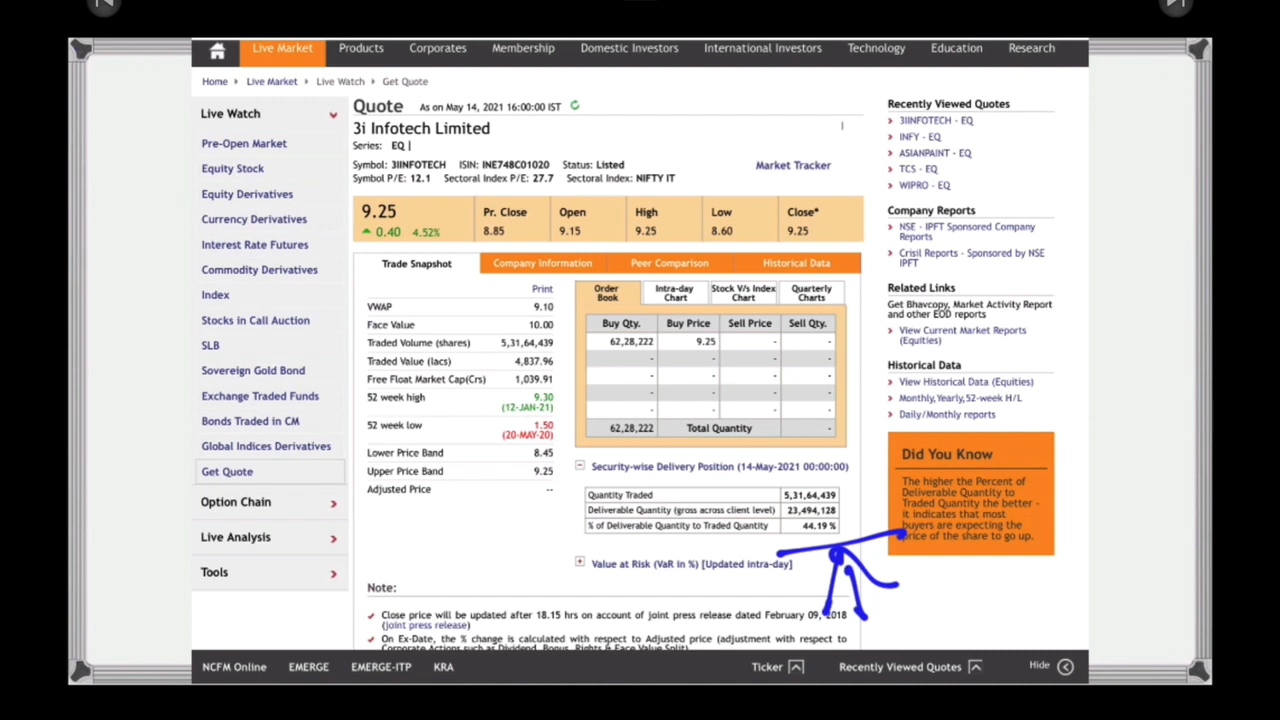 Live Market Products Corporates Membership Domestic Investors International Investors Technology Education Research
Home Live Market Live Watch Get Quote
Live Watch
Pre-Open Market
Equity Stock
Equity Derivatives
Currency Derivatives
Interest Rate Futures
Commodity Derivatives
Index
Stocks in Call Auction
SLB
Sovereign Gold Bond
Exchange Traded Funds
Bonds Traded in CM
Global Indices Derivatives
Get Quote
Option Chain
Live Analysis
Tools
Quote As on May 14, 2021 16:00:00 IST
3i Infotech Limited
Series: EQ |
Symbol: 3IINFOTECH ISIN: INE748C01020 Status: Listed
Symbol P/E: 12.1 Sectoral Index P/E: 27.7 Sectoral Index: NIFTY IT
Market Tracker
9.25 Pr. Close Open High Low Close*
0.40 4.52% 8.85 9.15 9.25 8.60 9.25
Trade Snapshot Company Information Peer Comparison Historical Data
Print
VWAP 9.10
Face Value 10.00
Traded Volume (shares) 5,31,64,439
Traded Value (lacs) 4,837.96
Free Float Market Cap(Crs) 1,039.91
52 week high 9.30
(12-JAN-21)
52 week low 1.50
(20-MAY-20)
Lower Price Band 8.45
Upper Price Band 9.25
Adjusted Price --
Order Book Intra-day Chart Stock V/s Index Chart Quarterly Charts
Buy Qty. Buy Price Sell Price Sell Qty.
62,28,222 9.25 - -
- - - -
- - - -
- - - -
- - - -
62,28,222 Total Quantity -
Security-wise Delivery Position (14-May-2021 00:00:00)
Quantity Traded 5,31,64,439
Deliverable Quantity (gross across client level) 23,494,128
% of Deliverable Quantity to Traded Quantity 44.19 %
Value at Risk (VaR in %) [Updated intra-day]
Note:
Close price will be updated after 18.15 hrs on account of joint press release dated February 09, 2018
(joint press release)
On Ex-Date, the % change is calculated with respect to Adjusted price (adjustment with respect to
Corporate Actions such as Dividend, Bonus, Rights & Face Value Split).
Recently Viewed Quotes
3IINFOTECH - EQ
INFY - EQ
ASIANPAINT - EQ
TCS - EQ
WIPRO - EQ
Company Reports
NSE - IPFT Sponsored Company
Reports
Crisil Reports - Sponsored by NSE
IPFT
Related Links
Get Bhavcopy, Market Activity Report
and other EOD reports
View Current Market Reports
(Equities)
Historical Data
View Historical Data (Equities)
Monthly,Yearly,52-week H/L
Daily/Monthly reports
Did You Know
The higher the Percent of
Deliverable Quantity to
Traded Quantity the better -
it indicates that most
buyers are expecting the
price of the share to go up.
NCFM Online EMERGE EMERGE-ITP KRA Ticker Recently Viewed Quotes Hide